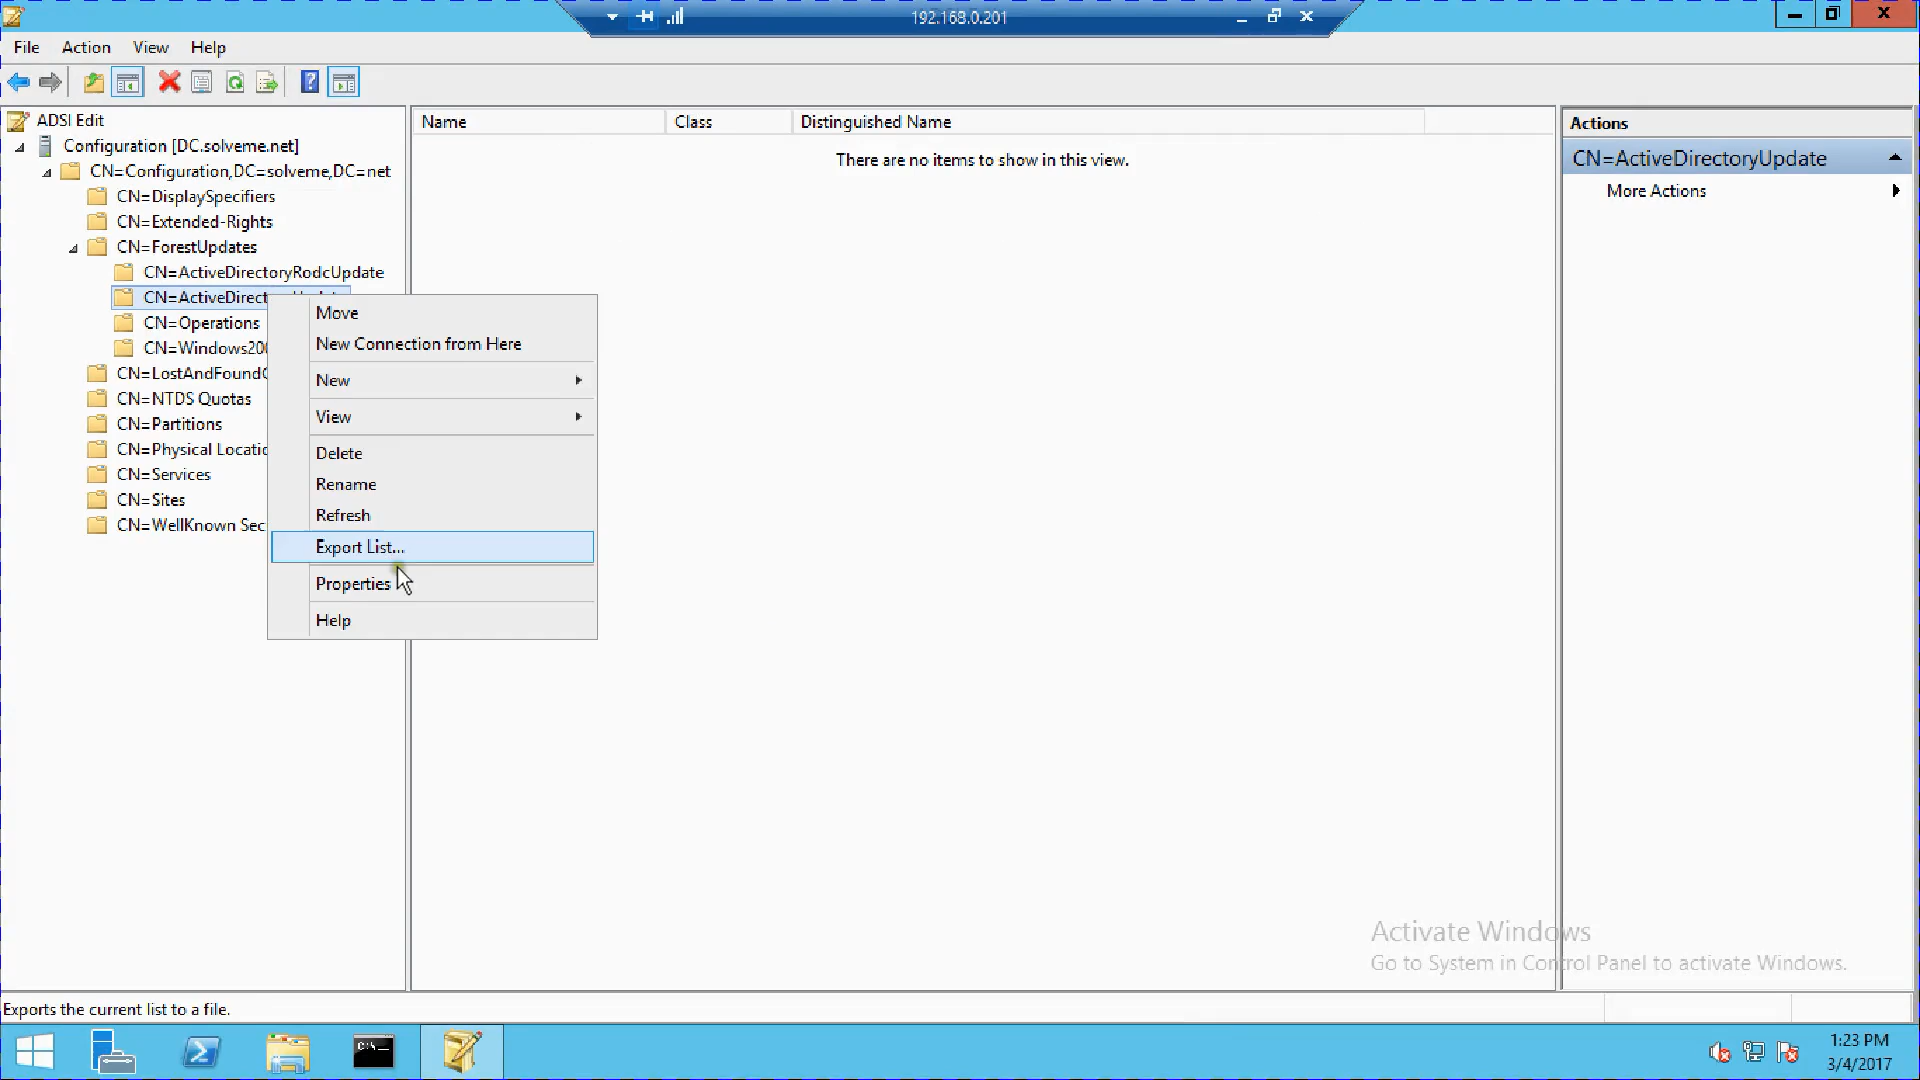 192.168.0.201
File Action View Help
ADSI Edit
Configuration [DC.solveme.net]
CN=Configuration,DC=solveme,DC=net
CN=DisplaySpecifiers
CN=Extended-Rights
CN=ForestUpdates
CN=ActiveDirectoryRodcUpdate
CN=ActiveDirect
CN=Operations
CN=Windows200
CN=LostAndFoundC
CN=NTDS Quotas
CN=Partitions
CN=Physical Locatio
CN=Services
CN=Sites
CN=WellKnown Sec
Move
New Connection from Here
New
View
Delete
Rename
Refresh
Export List...
Properties
Help
Name Class Distinguished Name
There are no items to show in this view.
Actions
CN=ActiveDirectoryUpdate
More Actions
Activate Windows
Go to System in Control Panel to activate Windows.
Exports the current list to a file.
C:\-
1:23 PM
3/4/2017